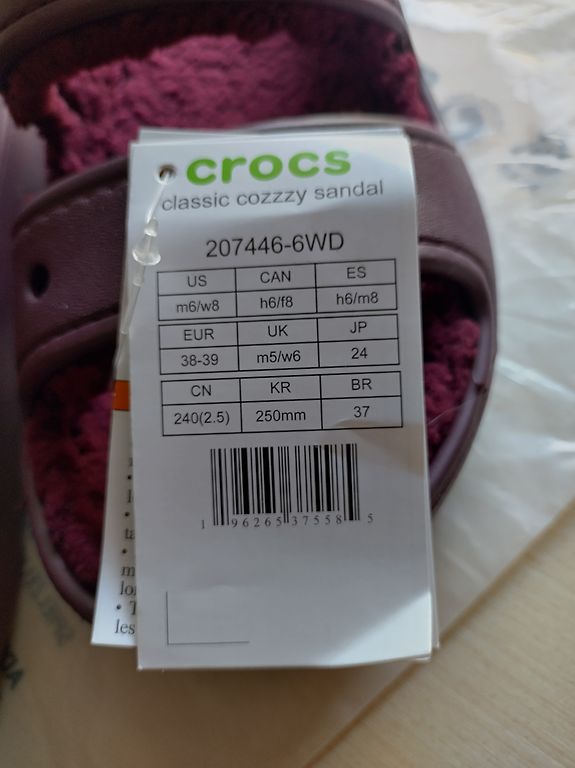 crocs
classic cozzzy sandal
207446-6WD
US CAN ES
m6/w8 h6/f8 h6/m8
EUR UK JP
38-39 m5/w6 24
CN KR BR
240(2.5) 250mm 37
1 96265 37558 5
les